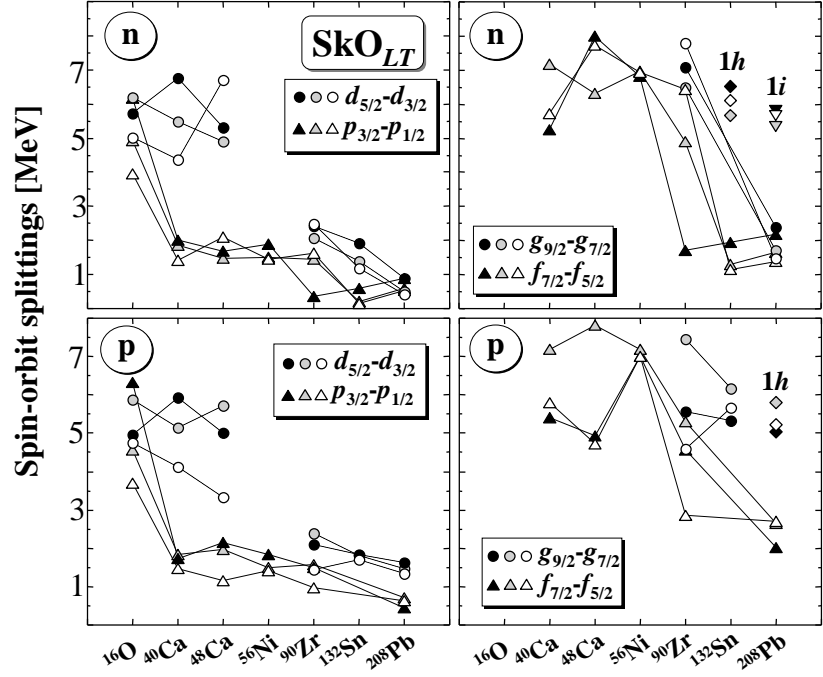 n
SkO_LT
d5/2-d3/2
p3/2-p1/2
7
5
3
1
n
1h
1i
g9/2-g7/2
f7/2-f5/2
Spin-orbit splittings [MeV]
p
d5/2-d3/2
p3/2-p1/2
7
5
3
1
p
1h
g9/2-g7/2
f7/2-f5/2
16O 40Ca 48Ca 56Ni 90Zr 132Sn 208Pb
16O 40Ca 48Ca 56Ni 90Zr 132Sn 208Pb